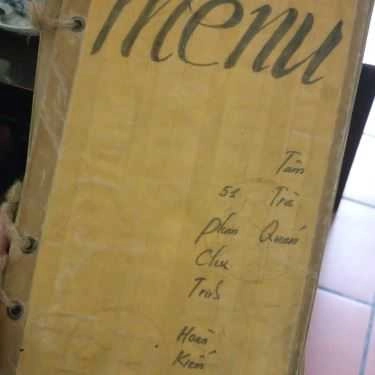 menu
Tâm
51 Trà
phan Quán
Chu
Trinh
Hoàn
Kiếm